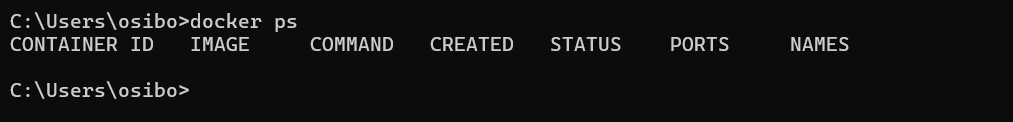 C:\Users\osibo>docker ps
CONTAINER ID   IMAGE     COMMAND   CREATED   STATUS    PORTS     NAMES
C:\Users\osibo>